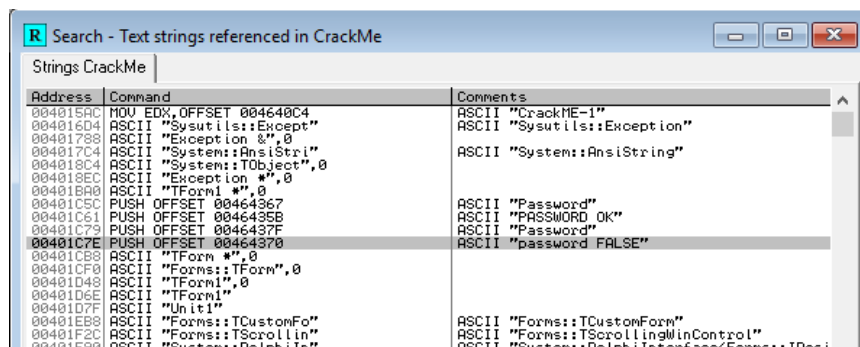 R Search - Text strings referenced in CrackMe
Strings CrackMe
Address Command Comments
004015AC MOV EDX,OFFSET 004640C4 ASCII "CrackME-1"
004016D4 ASCII "Sysutils::Except" ASCII "Sysutils::Exception"
00401788 ASCII "Exception &",0
004017C4 ASCII "System::AnsiStri" ASCII "System::AnsiString"
004018C4 ASCII "System::TObject",0
004018EC ASCII "Exception *",0
00401BA0 ASCII "TForm1 *",0
00401C5C PUSH OFFSET 00464367 ASCII "Password"
00401C61 PUSH OFFSET 0046435B ASCII "PASSWORD OK"
00401C79 PUSH OFFSET 0046437F ASCII "Password"
00401C7E PUSH OFFSET 00464370 ASCII "password FALSE"
00401CB8 ASCII "TForm *",0
00401CF0 ASCII "Forms::TForm",0
00401D48 ASCII "TForm1",0
00401D6E ASCII "TForm1"
00401D7F ASCII "Unit1"
00401EB8 ASCII "Forms::TCustomFo" ASCII "Forms::TCustomForm"
00401F2C ASCII "Forms::TScrollin" ASCII "Forms::TScrollingWinControl"